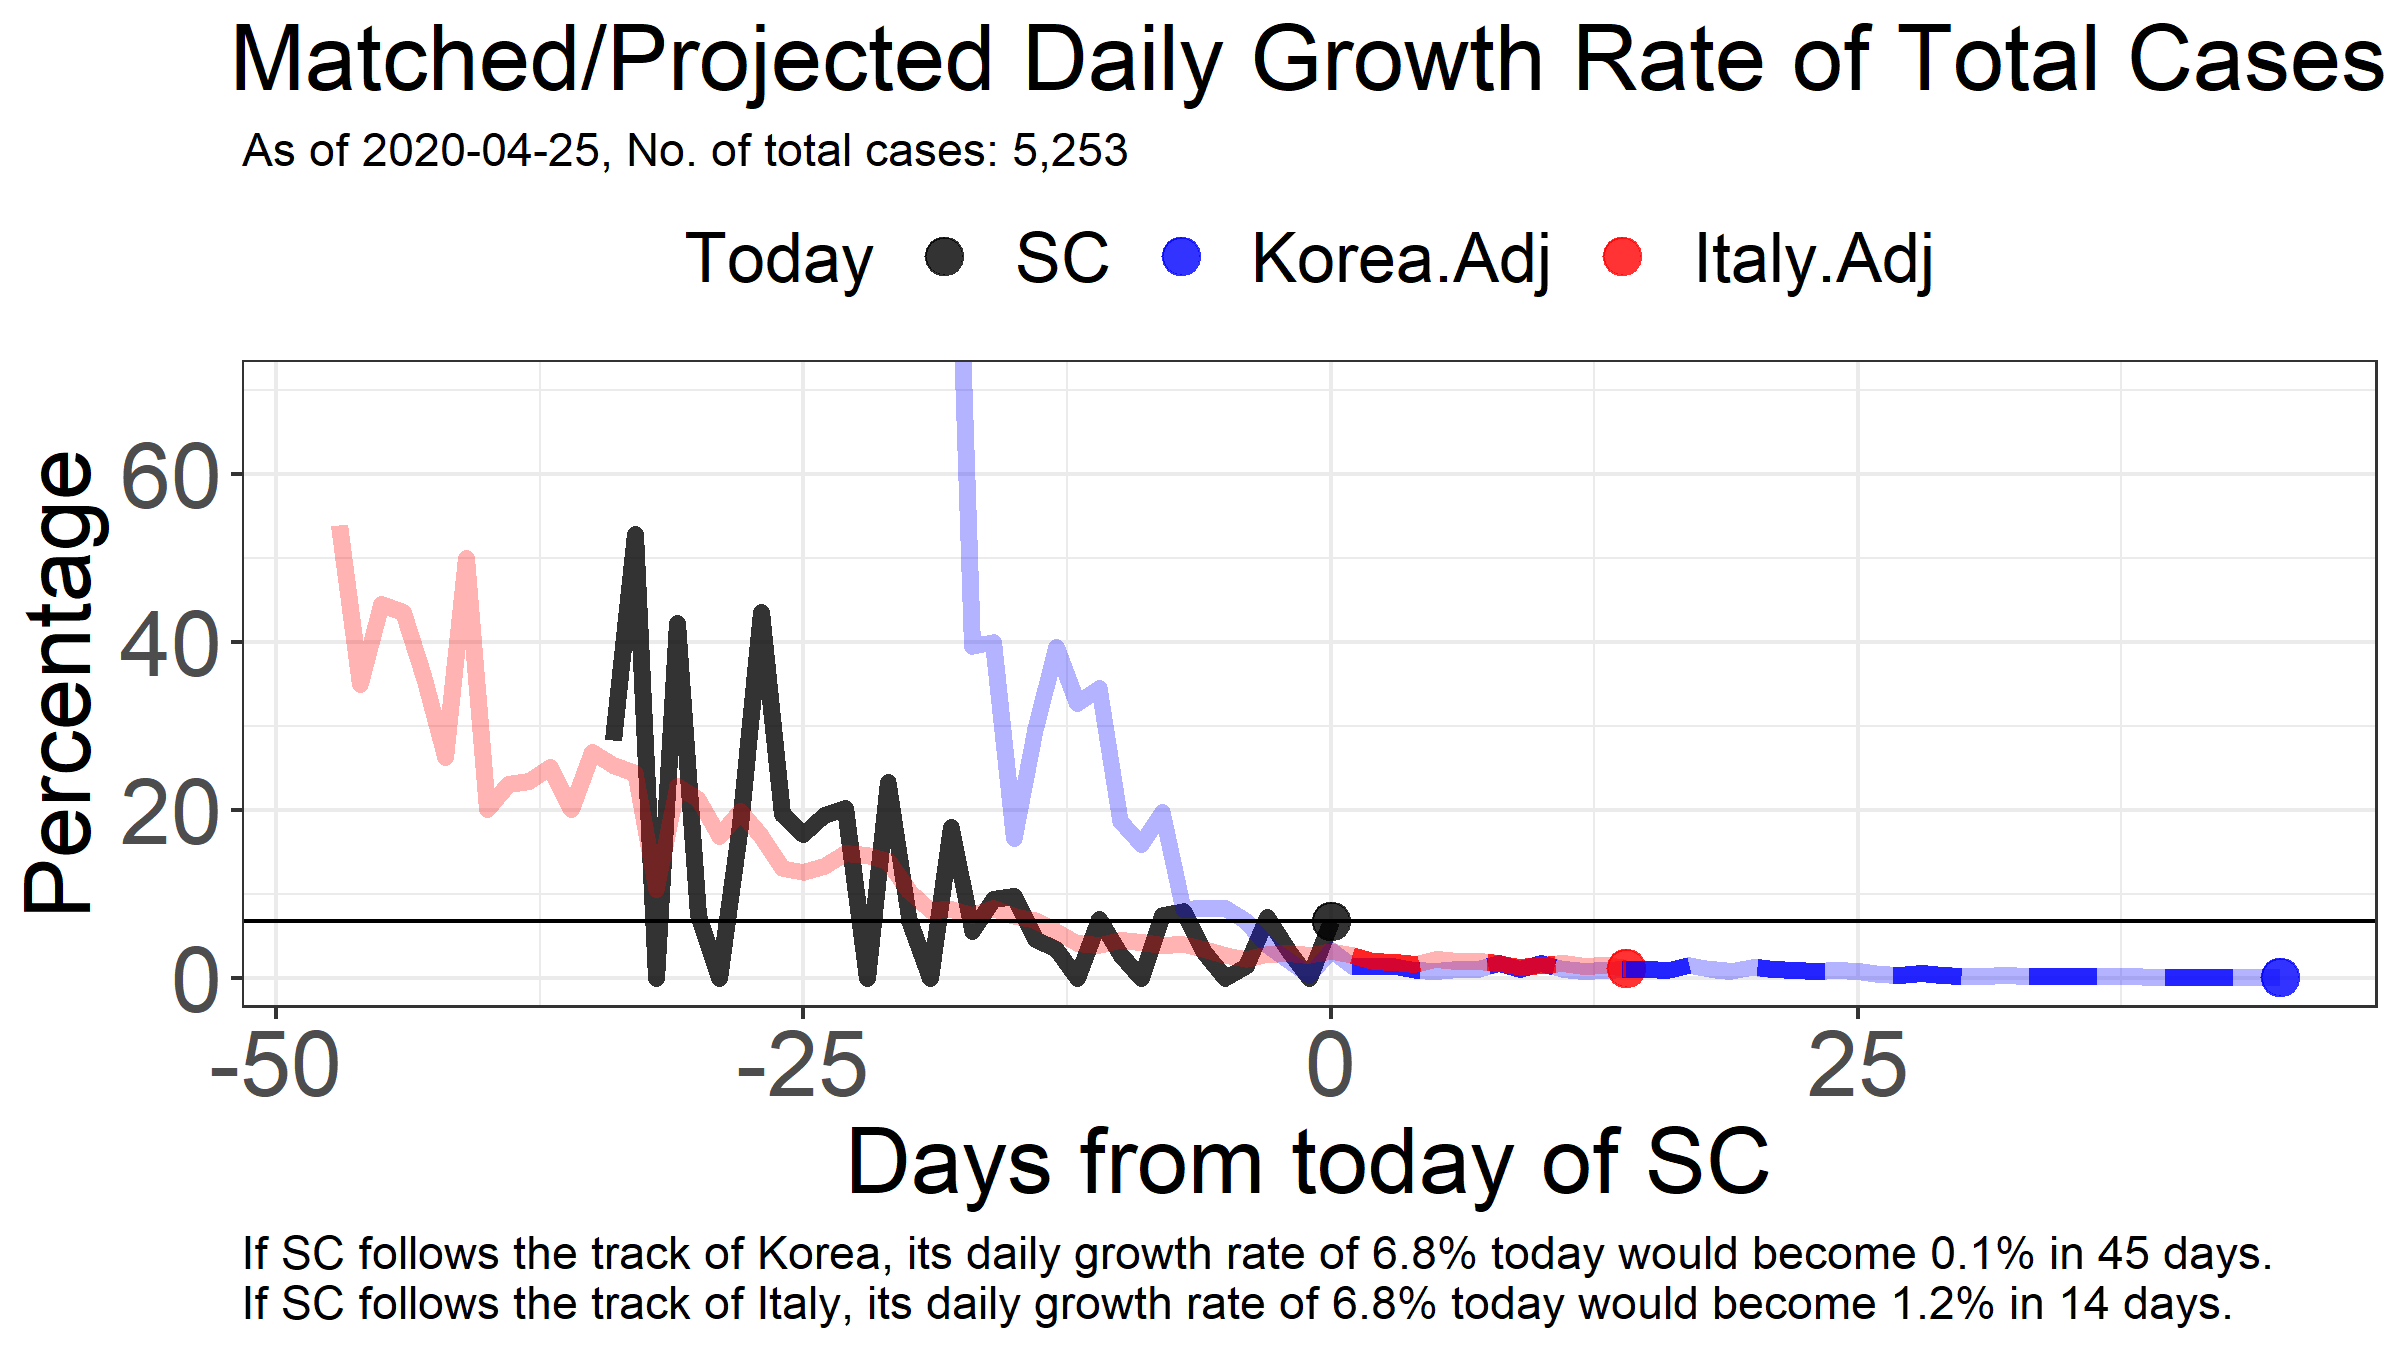 Matched/Projected Daily Growth Rate of Total Cases
As of 2020-04-25, No. of total cases: 5,253
Today SC Korea.Adj Italy.Adj
Percentage
60
40
20
0
-50 -25 0 25
Days from today of SC
If SC follows the track of Korea, its daily growth rate of 6.8% today would become 0.1% in 45 days.
If SC follows the track of Italy, its daily growth rate of 6.8% today would become 1.2% in 14 days.